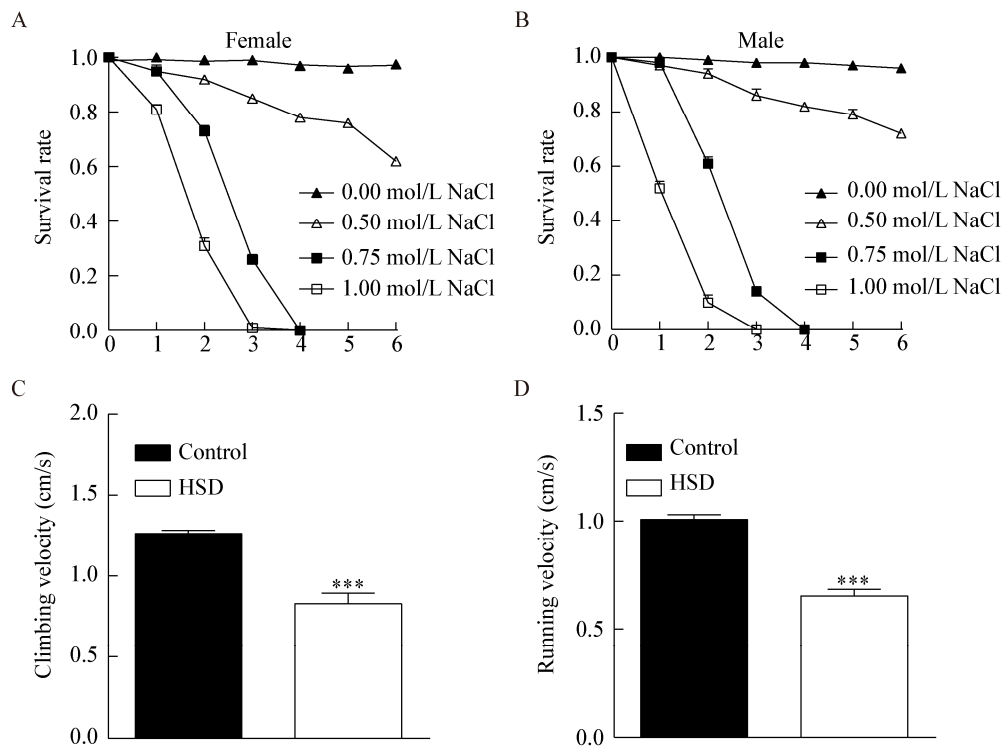 A
Female
Survival rate
1.0
0.8
0.6
0.4
0.2
0.0
0 1 2 3 4 5 6
0.00 mol/L NaCl
0.50 mol/L NaCl
0.75 mol/L NaCl
1.00 mol/L NaCl
B
Male
Survival rate
1.0
0.8
0.6
0.4
0.2
0.0
0 1 2 3 4 5 6
0.00 mol/L NaCl
0.50 mol/L NaCl
0.75 mol/L NaCl
1.00 mol/L NaCl
C
Climbing velocity (cm/s)
2.0
1.5
1.0
0.5
0.0
Control
HSD
***
D
Running velocity (cm/s)
1.5
1.0
0.5
0.0
Control
HSD
***